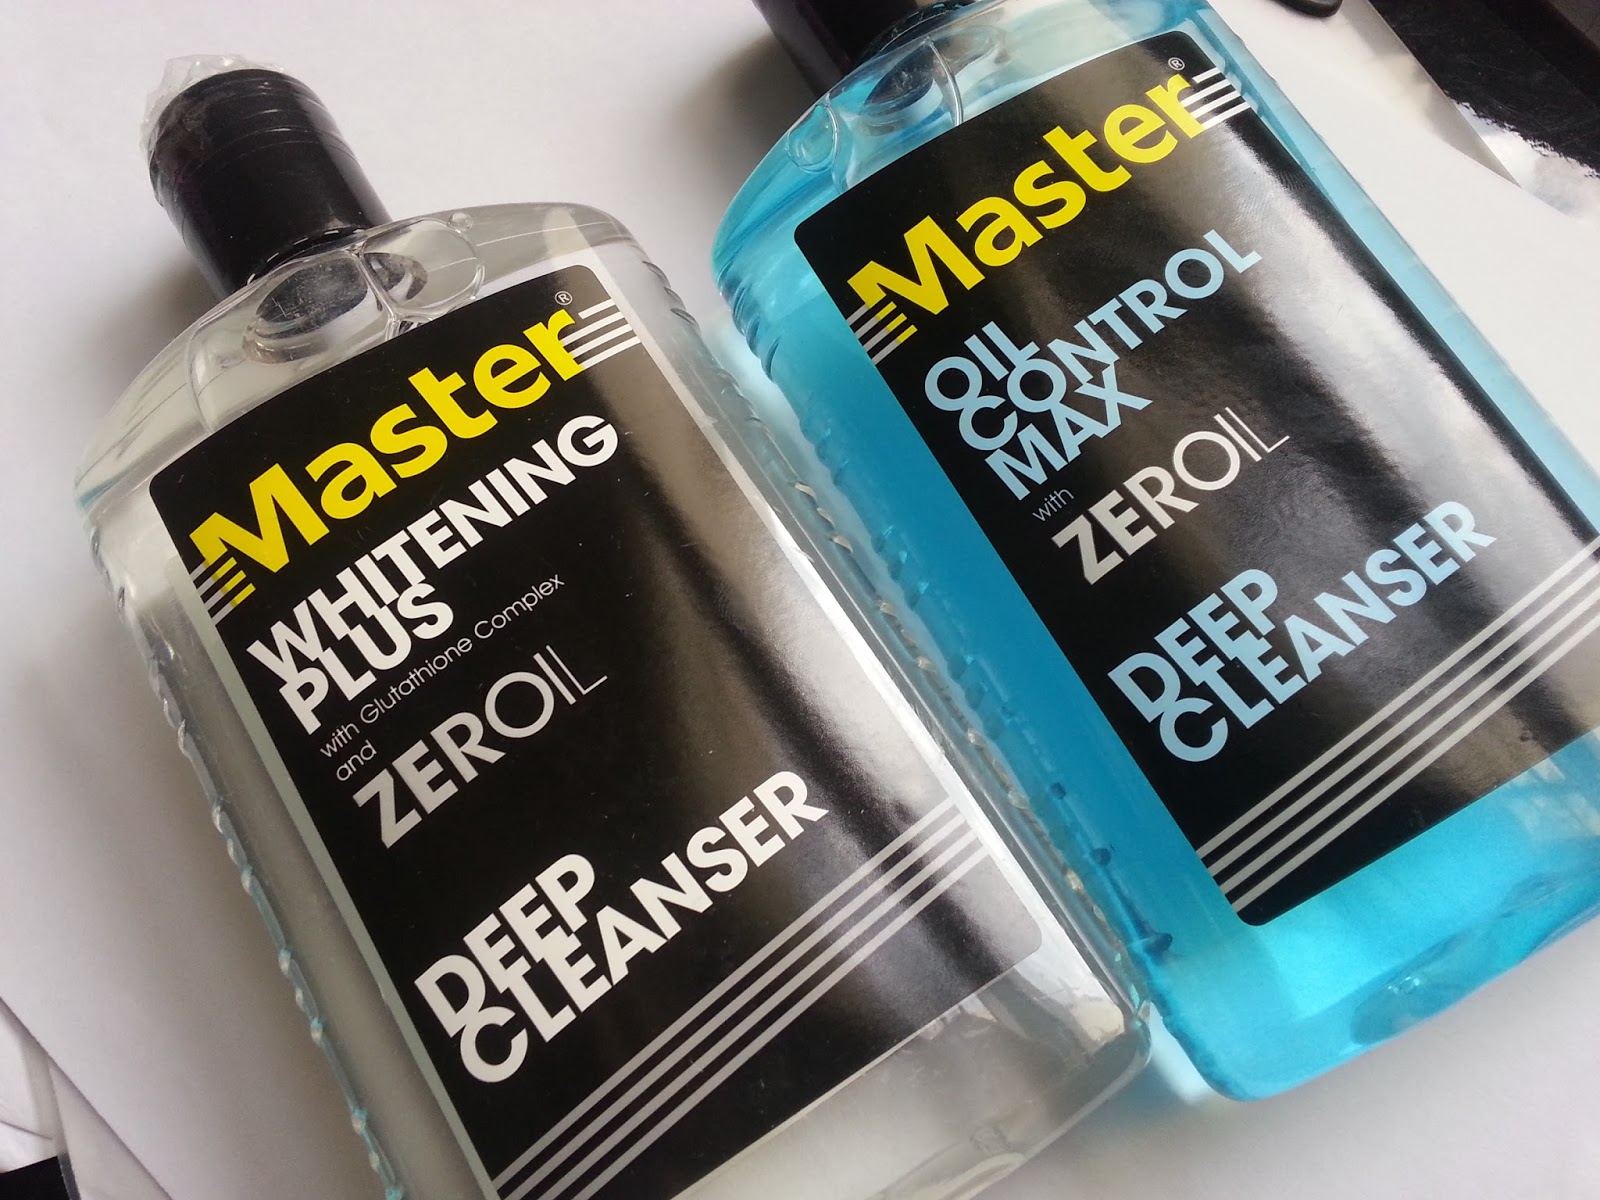 Master®
WHITENING
PLUS
with Glutathione Complex
and
ZEROIL
DEEP
CLEANSER
Master®
OIL
CONTROL
MAX
with
ZEROIL
DEEP
CLEANSER